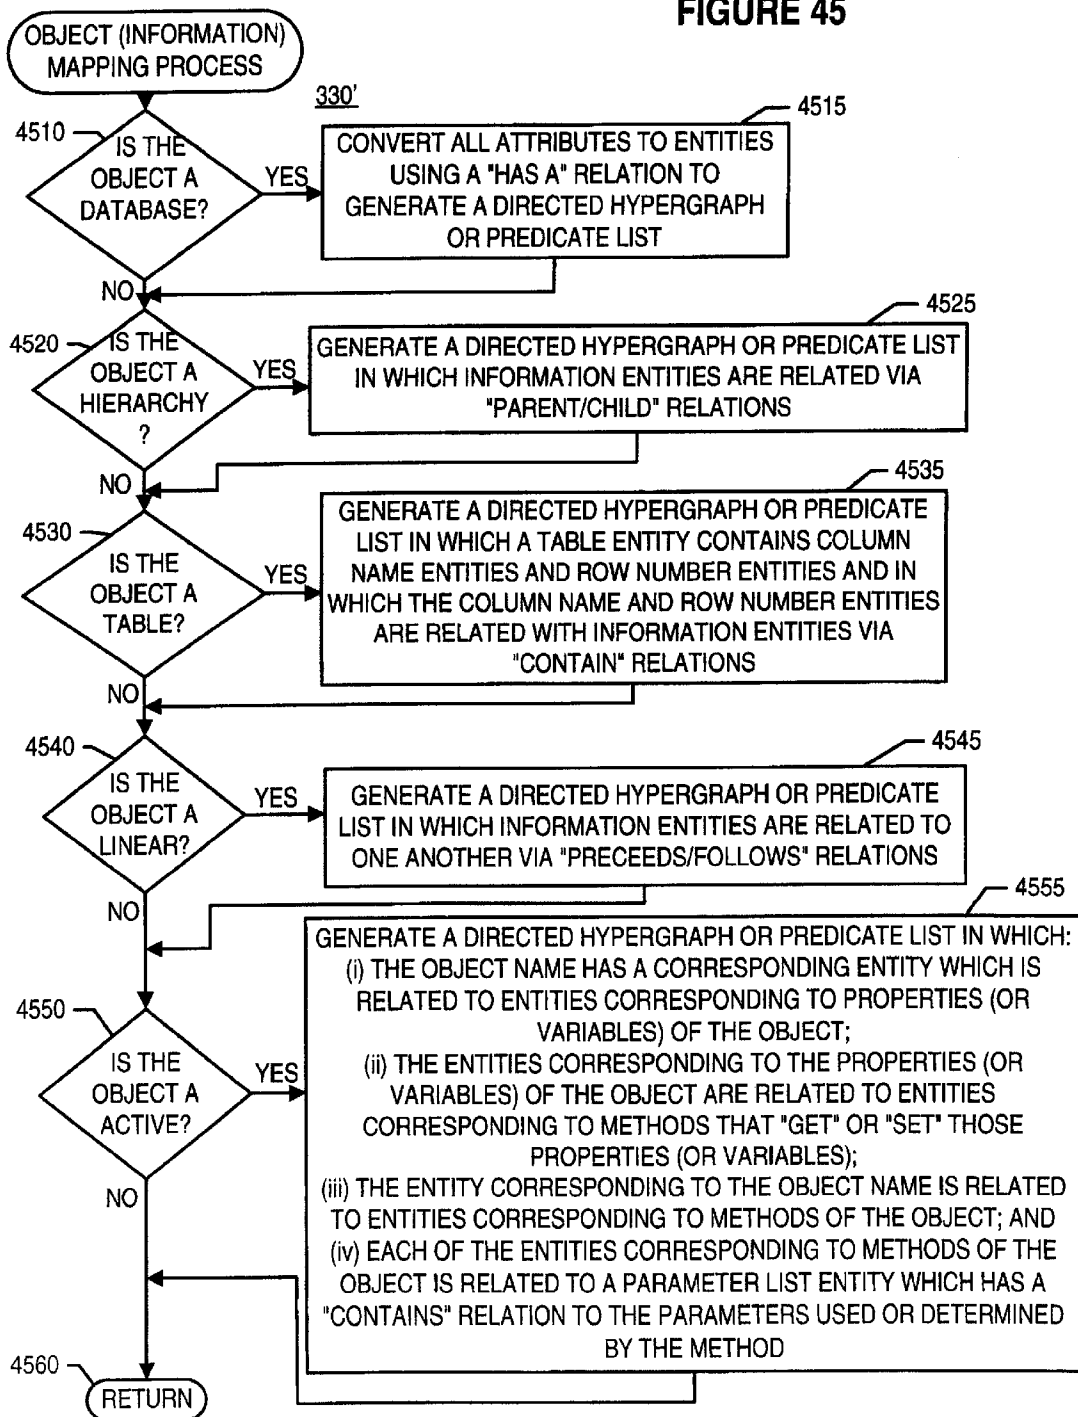 FIGURE 45
OBJECT (INFORMATION)
MAPPING PROCESS
330'
4510
IS THE
OBJECT A
DATABASE?
YES
4515
CONVERT ALL ATTRIBUTES TO ENTITIES
USING A "HAS A" RELATION TO
GENERATE A DIRECTED HYPERGRAPH
OR PREDICATE LIST
NO
4520
IS THE
OBJECT A
HIERARCHY
?
YES
4525
GENERATE A DIRECTED HYPERGRAPH OR PREDICATE LIST
IN WHICH INFORMATION ENTITIES ARE RELATED VIA
"PARENT/CHILD" RELATIONS
NO
4530
IS THE
OBJECT A
TABLE?
YES
4535
GENERATE A DIRECTED HYPERGRAPH OR PREDICATE
LIST IN WHICH A TABLE ENTITY CONTAINS COLUMN
NAME ENTITIES AND ROW NUMBER ENTITIES AND IN
WHICH THE COLUMN NAME AND ROW NUMBER ENTITIES
ARE RELATED WITH INFORMATION ENTITIES VIA
"CONTAIN" RELATIONS
NO
4540
IS THE
OBJECT A
LINEAR?
YES
4545
GENERATE A DIRECTED HYPERGRAPH OR PREDICATE
LIST IN WHICH INFORMATION ENTITIES ARE RELATED TO
ONE ANOTHER VIA "PRECEEDS/FOLLOWS" RELATIONS
NO
4550
IS THE
OBJECT A
ACTIVE?
YES
4555
GENERATE A DIRECTED HYPERGRAPH OR PREDICATE LIST IN WHICH:
(i) THE OBJECT NAME HAS A CORRESPONDING ENTITY WHICH IS
RELATED TO ENTITIES CORRESPONDING TO PROPERTIES (OR
VARIABLES) OF THE OBJECT;
(ii) THE ENTITIES CORRESPONDING TO THE PROPERTIES (OR
VARIABLES) OF THE OBJECT ARE RELATED TO ENTITIES
CORRESPONDING TO METHODS THAT "GET" OR "SET" THOSE
PROPERTIES (OR VARIABLES);
(iii) THE ENTITY CORRESPONDING TO THE OBJECT NAME IS RELATED
TO ENTITIES CORRESPONDING TO METHODS OF THE OBJECT; AND
(iv) EACH OF THE ENTITIES CORRESPONDING TO METHODS OF THE
OBJECT IS RELATED TO A PARAMETER LIST ENTITY WHICH HAS A
"CONTAINS" RELATION TO THE PARAMETERS USED OR DETERMINED
BY THE METHOD
NO
4560
RETURN